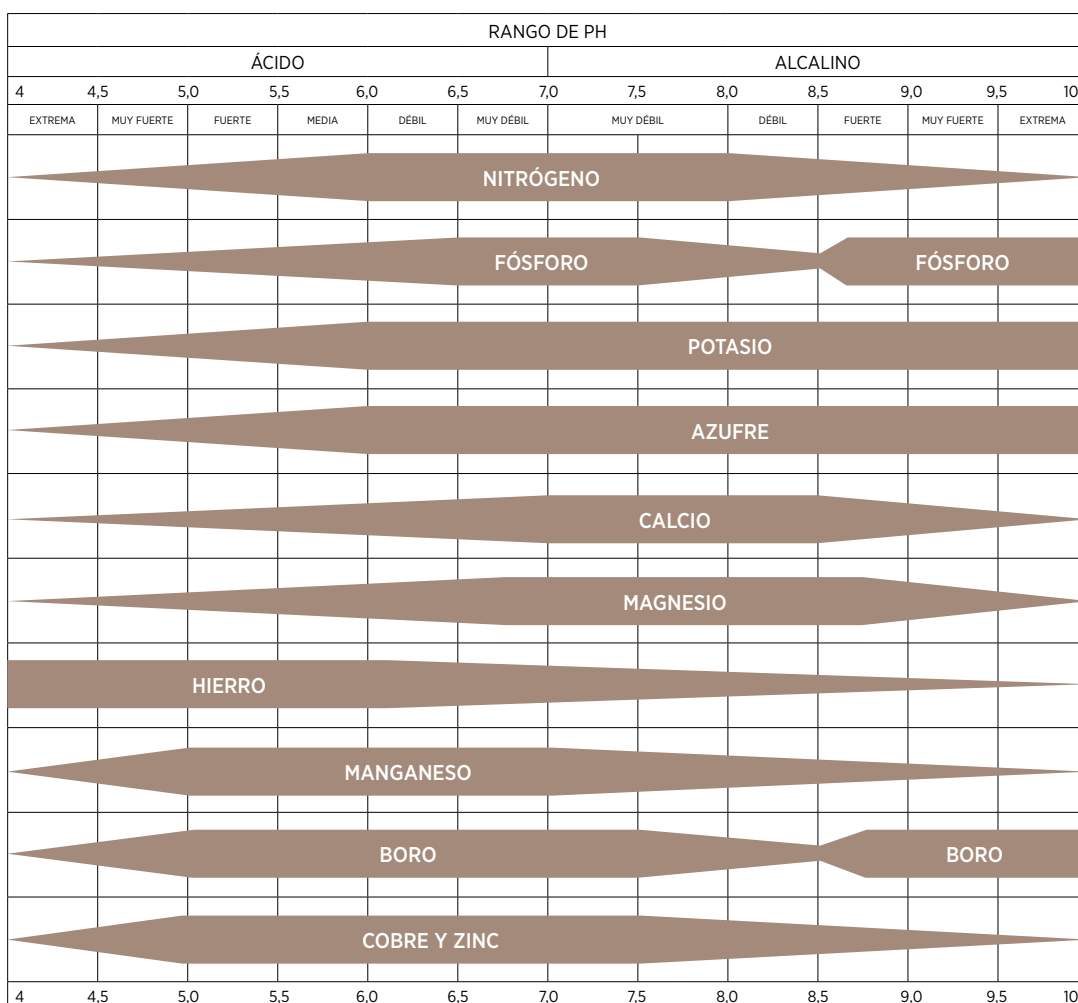 RANGO DE PH
ÁCIDO ALCALINO
4 4,5 5,0 5,5 6,0 6,5 7,0 7,5 8,0 8,5 9,0 9,5 10
EXTREMA MUY FUERTE FUERTE MEDIA DÉBIL MUY DÉBIL MUY DÉBIL DÉBIL FUERTE MUY FUERTE EXTREMA
NITRÓGENO
FÓSFORO FÓSFORO
POTASIO
AZUFRE
CALCIO
MAGNESIO
HIERRO
MANGANESO
BORO BORO
COBRE Y ZINC
4 4,5 5,0 5,5 6,0 6,5 7,0 7,5 8,0 8,5 9,0 9,5 10